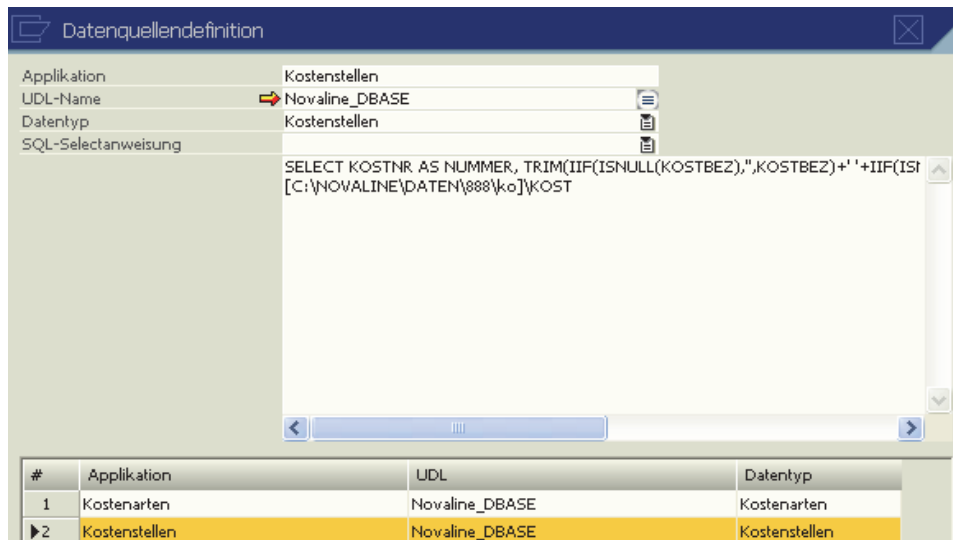 Datenquellendefinition
Applikation Kostenstellen
UDL-Name Novaline_DBASE
Datentyp Kostenstellen
SQL-Selectanweisung
SELECT KOSTNR AS NUMMER, TRIM(IIF(ISNULL(KOSTBEZ),'',KOSTBEZ)+' '+IIF(ISN
[C:\NOVALINE\DATEN\888\ko]\KOST
# Applikation UDL Datentyp
1 Kostenarten Novaline_DBASE Kostenarten
2 Kostenstellen Novaline_DBASE Kostenstellen